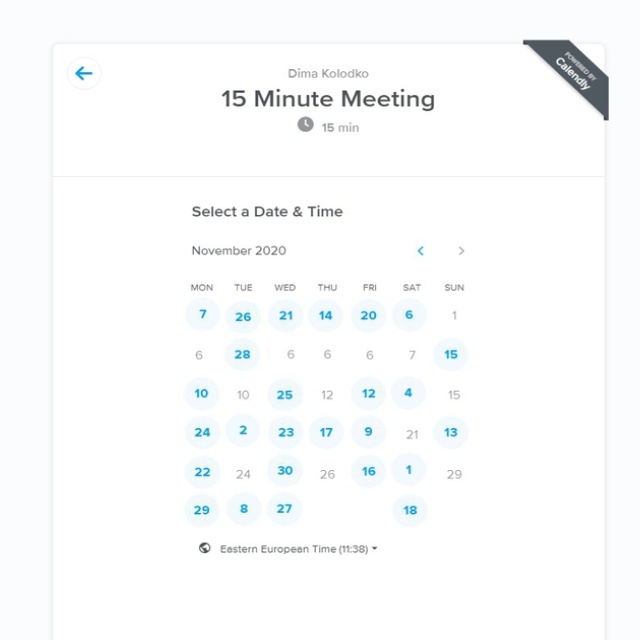 POWERED BY
Calendly
Dima Kolodko
15 Minute Meeting
15 min
Select a Date & Time
November 2020
MON TUE WED THU FRI SAT SUN
7 26 21 14 20 6 1
6 28 6 6 6 7 15
10 10 25 12 12 4 15
24 2 23 17 9 21 13
22 24 30 26 16 1 29
29 8 27 18
Eastern European Time (11:38)